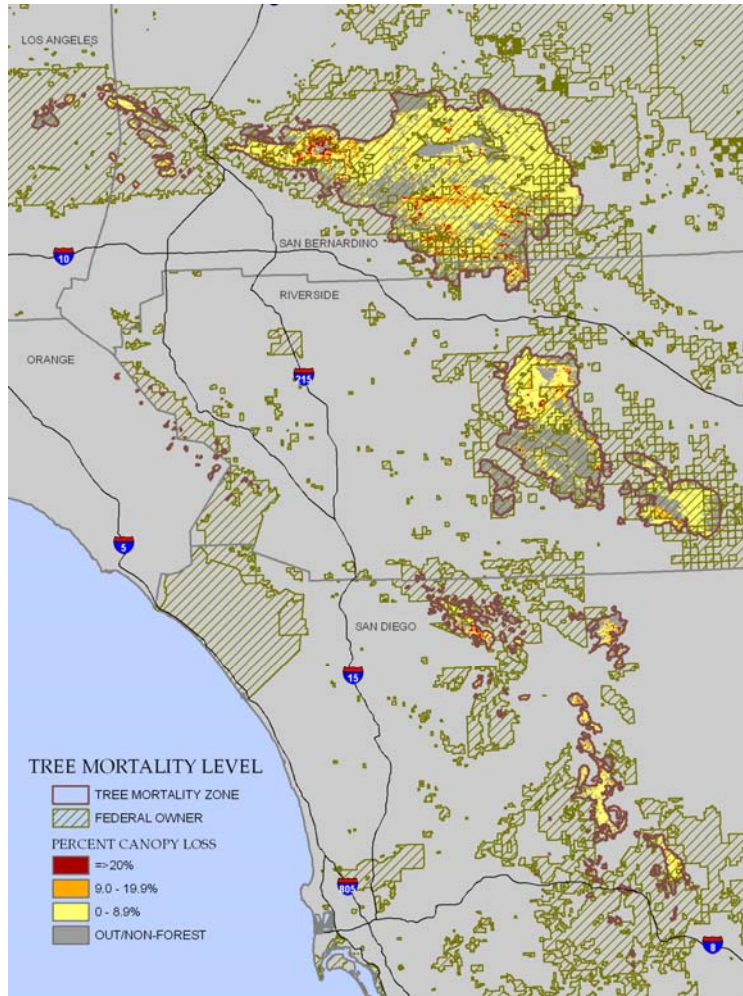 LOS ANGELES
SAN BERNARDINO
10
RIVERSIDE
ORANGE
215
5
SAN DIEGO
15
TREE MORTALITY LEVEL
TREE MORTALITY ZONE
FEDERAL OWNER
PERCENT CANOPY LOSS
=>20%
9.0 - 19.9%
0 - 8.9%
OUT/NON-FOREST
805
8